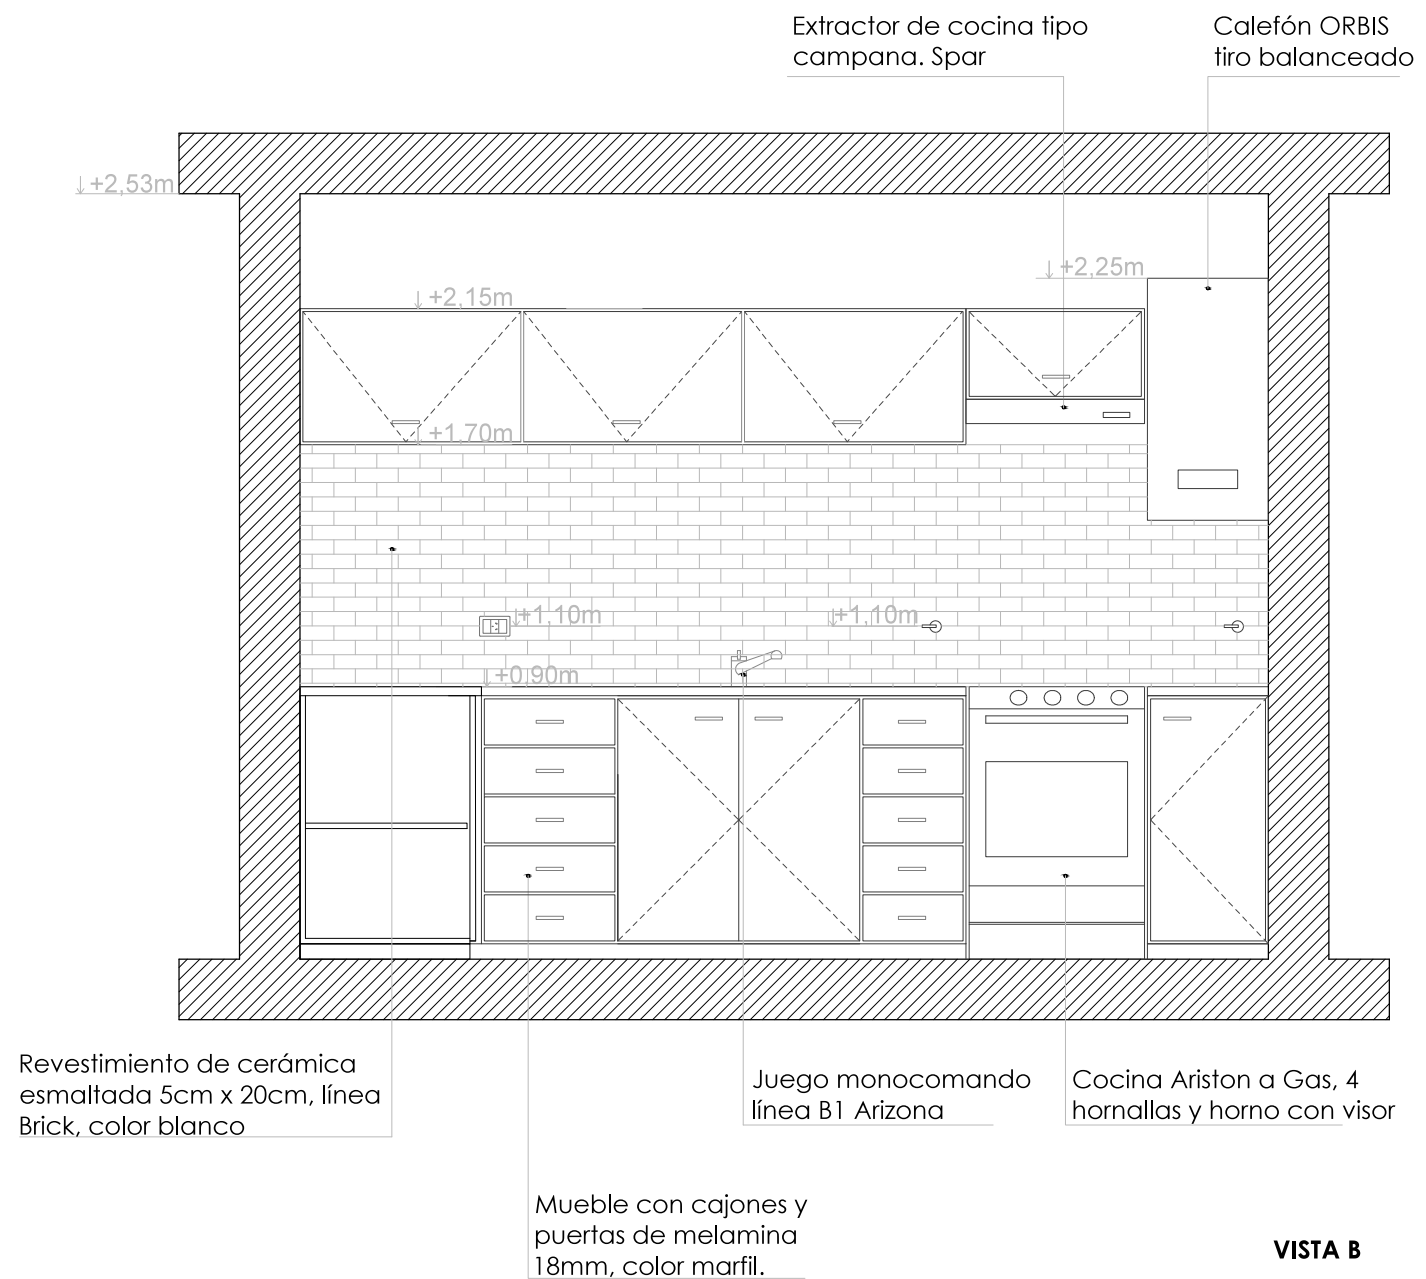 Extractor de cocina tipo
campana. Spar
Calefón ORBIS
tiro balanceado
+2,53m
+2,25m
+2,15m
+1,70m
+1,10m
+1,10m
+0,90m
Revestimiento de cerámica
esmaltada 5cm x 20cm, línea
Brick, color blanco
Juego monocomando
línea B1 Arizona
Cocina Ariston a Gas, 4
hornallas y horno con visor
Mueble con cajones y
puertas de melamina
18mm, color marfil.
VISTA B